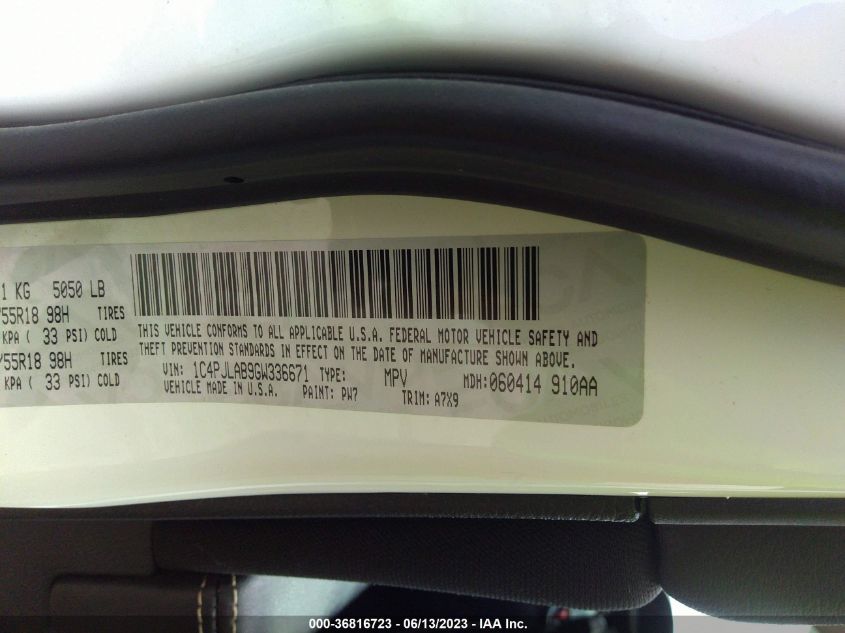 1 KG 5050 LB
/55R18 98H TIRES
KPA ( 33 PSI) COLD
/55R18 98H TIRES
KPA ( 33 PSI) COLD
THIS VEHICLE CONFORMS TO ALL APPLICABLE U.S.A. FEDERAL MOTOR VEHICLE SAFETY AND
THEFT PREVENTION STANDARDS IN EFFECT ON THE DATE OF MANUFACTURE SHOWN ABOVE.
VIN: 1C4PJLAB9GW336671 TYPE: MPV MDH:060414 910AA
VEHICLE MADE IN U.S.A. PAINT: PW7 TRIM: A7X9
000-36816723 - 06/13/2023 - IAA Inc.